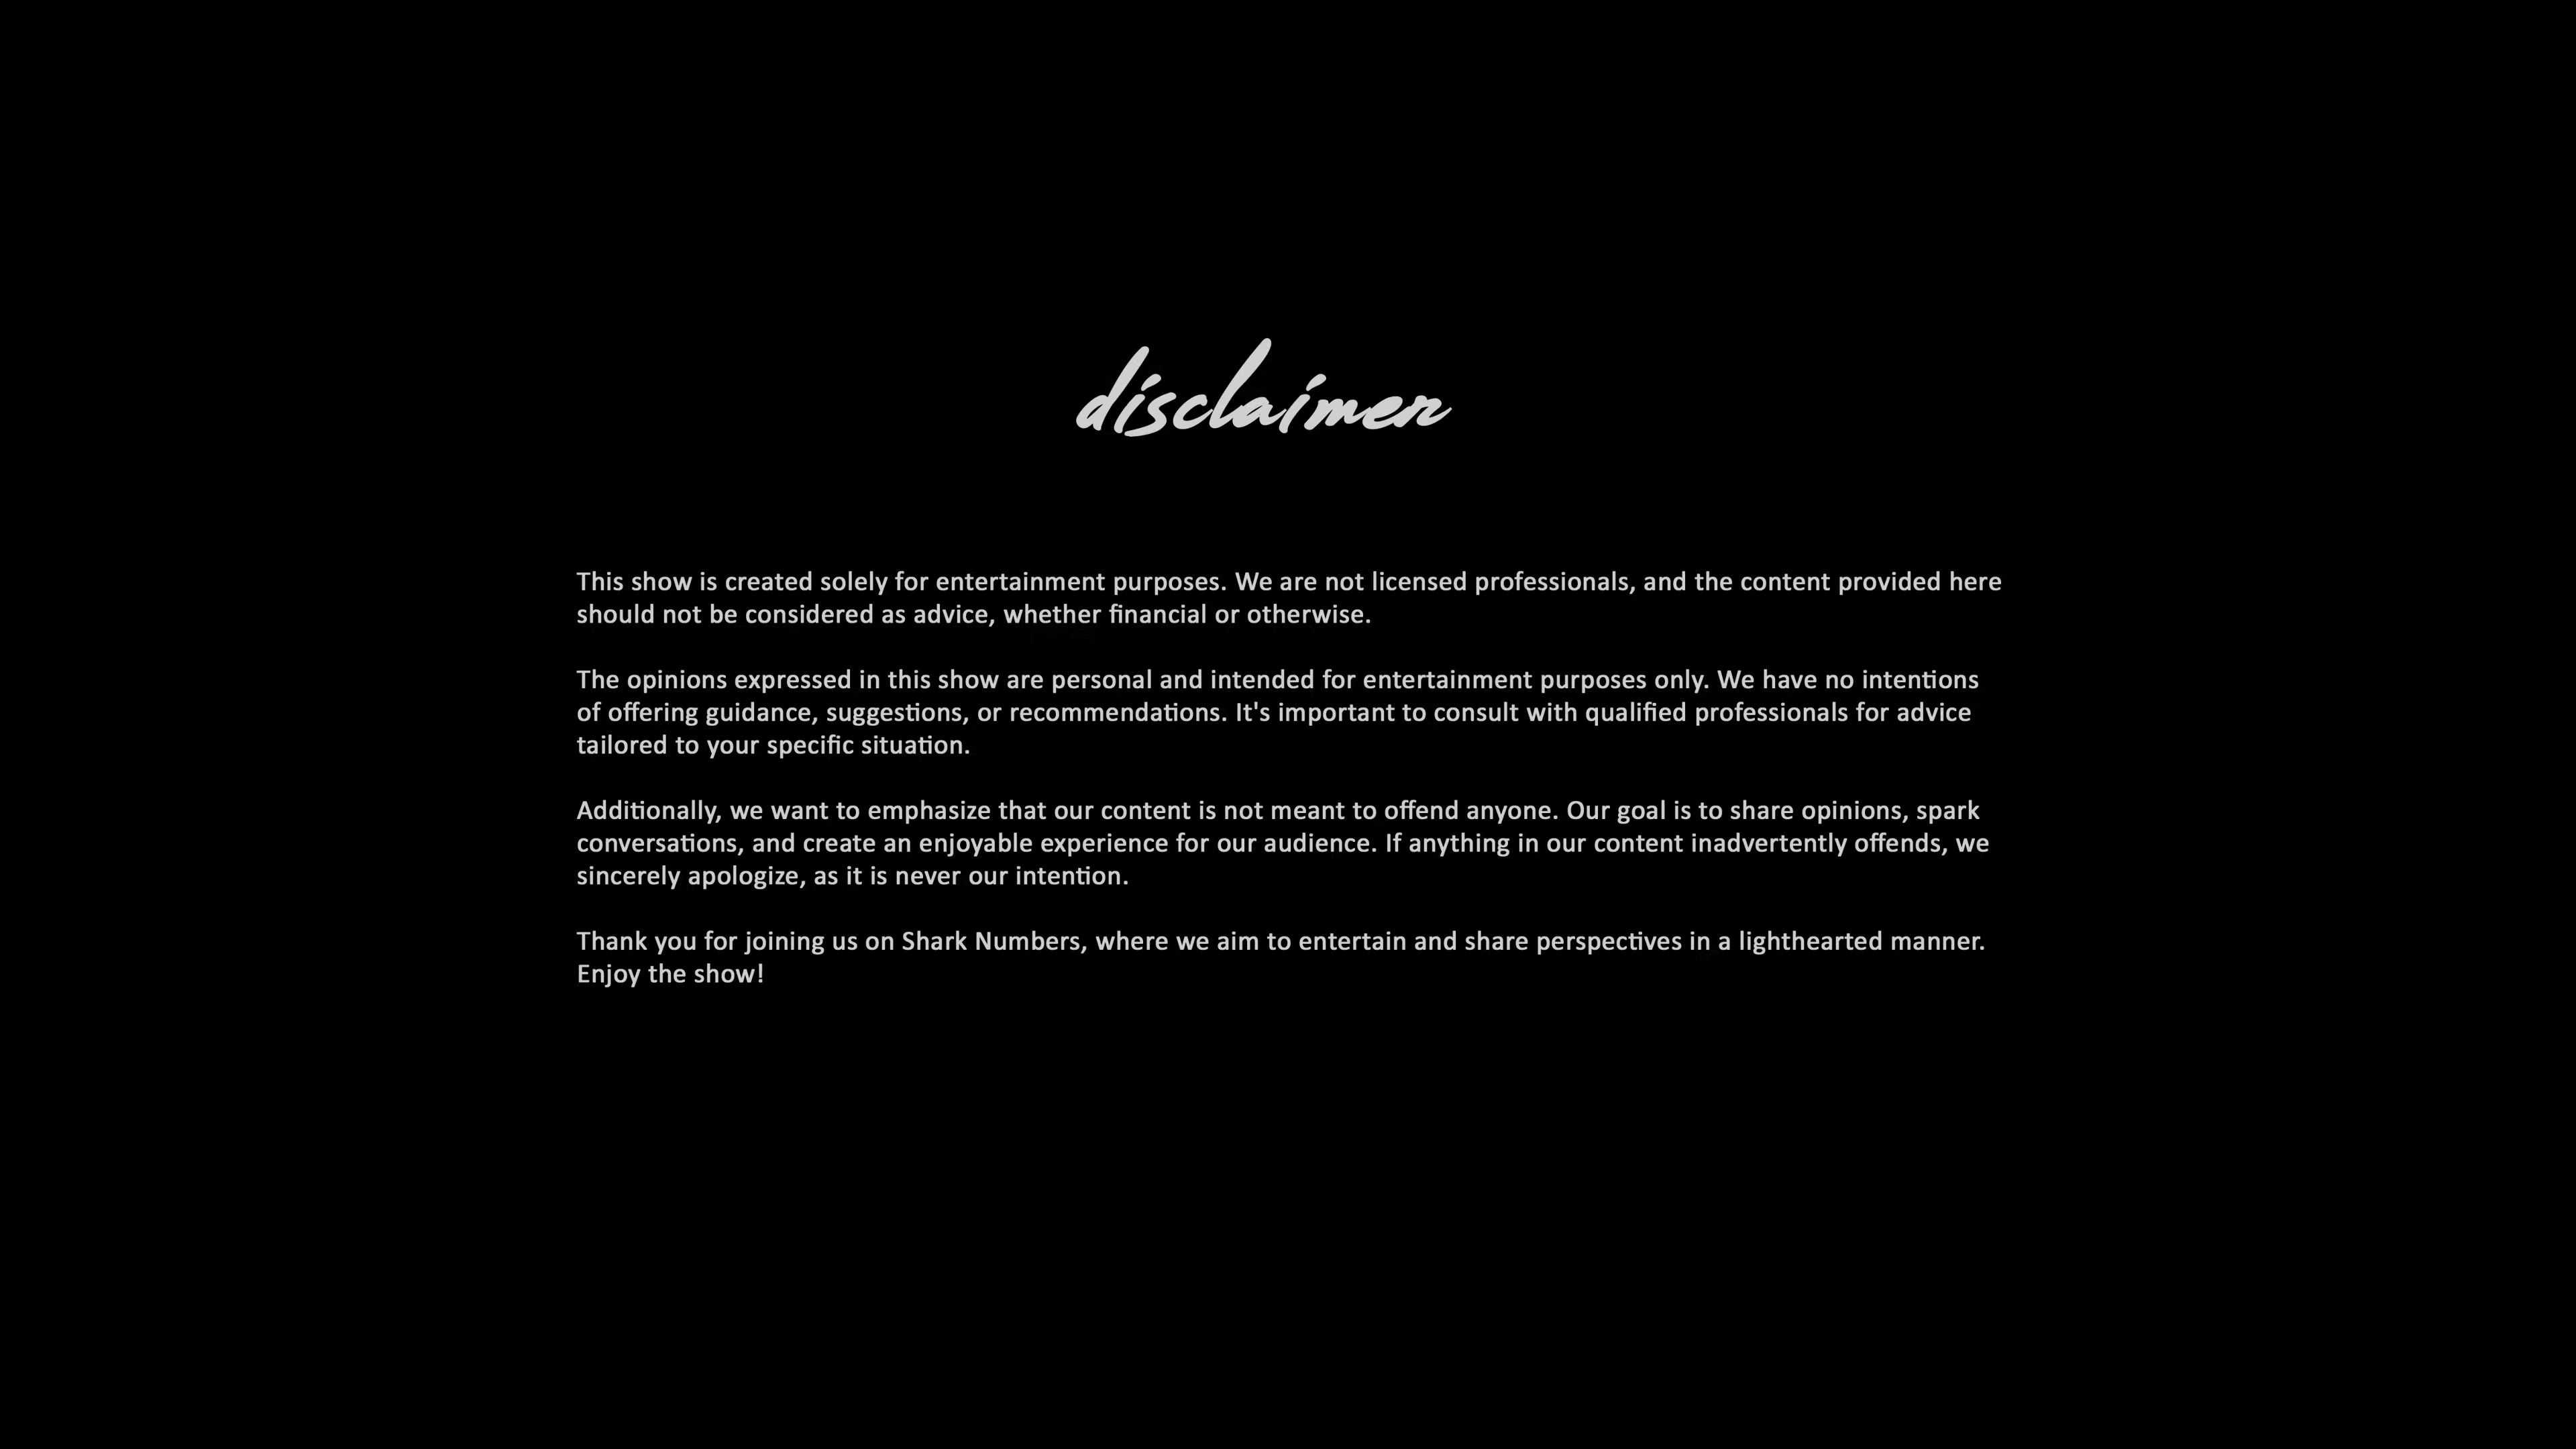 disclaimer
This show is created solely for entertainment purposes. We are not licensed professionals, and the content provided here
should not be considered as advice, whether financial or otherwise.
The opinions expressed in this show are personal and intended for entertainment purposes only. We have no intentions
of offering guidance, suggestions, or recommendations. It's important to consult with qualified professionals for advice
tailored to your specific situation.
Additionally, we want to emphasize that our content is not meant to offend anyone. Our goal is to share opinions, spark
conversations, and create an enjoyable experience for our audience. If anything in our content inadvertently offends, we
sincerely apologize, as it is never our intention.
Thank you for joining us on Shark Numbers, where we aim to entertain and share perspectives in a lighthearted manner.
Enjoy the show!